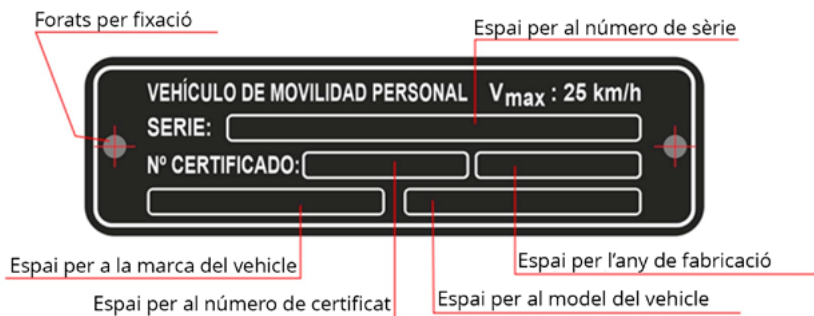 Forats per fixació
Espai per al número de sèrie
VEHÍCULO DE MOVILIDAD PERSONAL Vmax : 25 km/h
SERIE:
Nº CERTIFICADO:
Espai per a la marca del vehicle
Espai per l'any de fabricació
Espai per al número de certificat
Espai per al model del vehicle